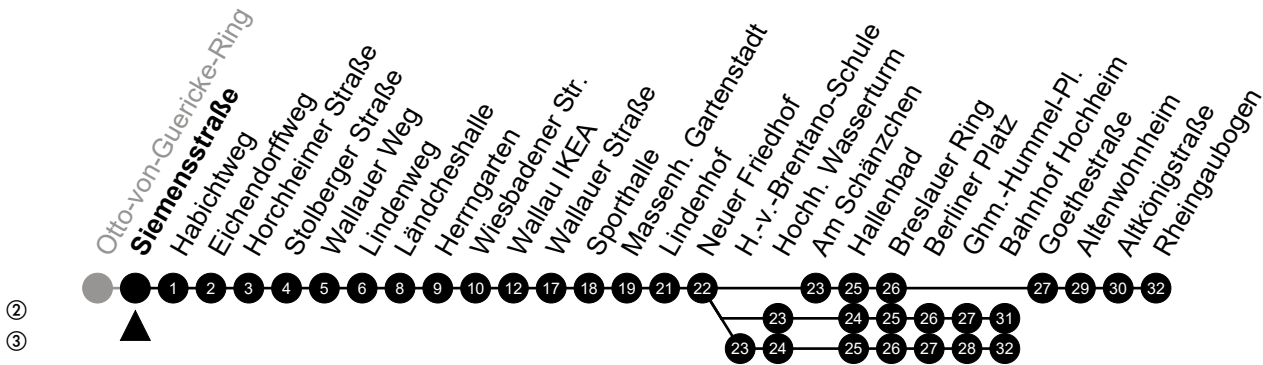 Otto-von-Guericke-Ring
Siemensstraße
Habichtweg
Eichendorffweg
Horchheimer Straße
Stolberger Straße
Wallauer Weg
Lindenweg
Ländcheshalle
Herrngarten
Wiesbadener Str.
Wallau IKEA
Wallauer Straße
Sporthalle
Massenh. Gartenstadt
Lindenhof
Neuer Friedhof
H.-v.-Brentano-Schule
Hochh. Wasserturm
Am Schänzchen
Hallenbad
Breslauer Ring
Berliner Platz
Ghm.-Hummel-Pl.
Bahnhof Hochheim
Goethestraße
Altenwohnheim
Altkönigstraße
Rheingaubogen
1 2 3 4 5 6 8 9 10 12 17 18 19 21 22 23 25 26 27 29 30 32
② 23 24 25 26 27 31
③ 23 24 25 26 27 28 32